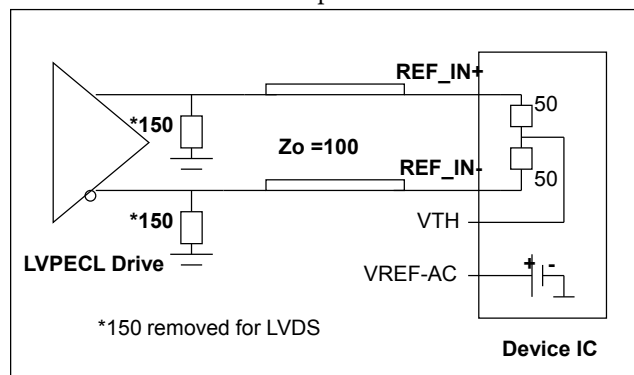 REF_IN+
50
*150
Zo =100
REF_IN-
50
*150
VTH
LVPECL Drive
VREF-AC
+ -
*150 removed for LVDS
Device IC